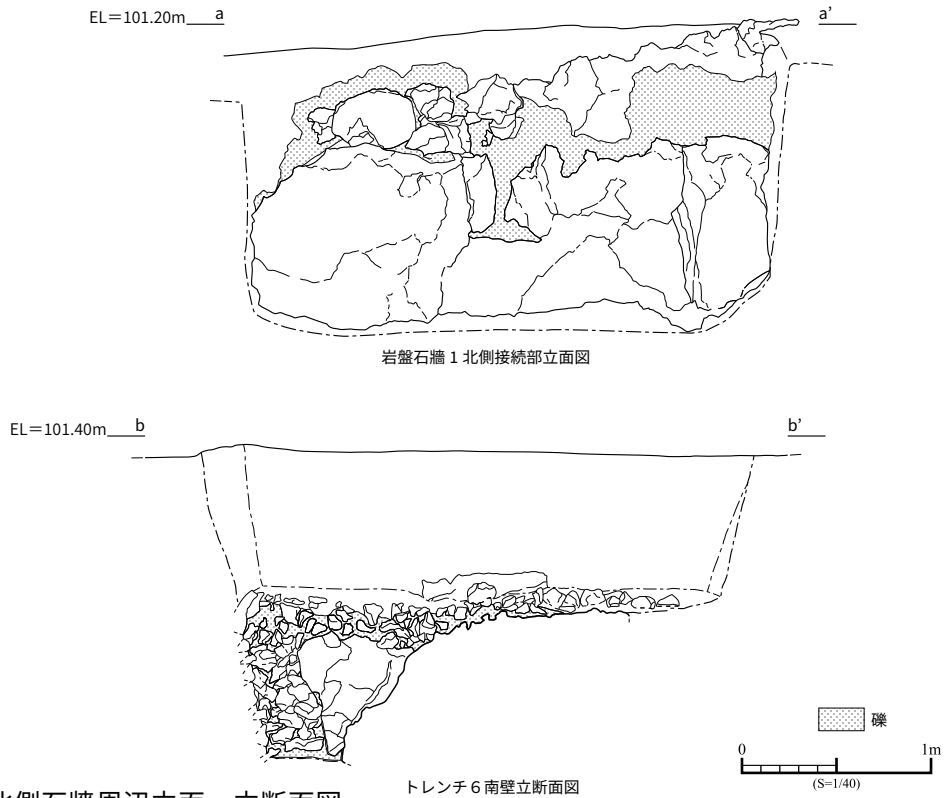 EL＝101.20m a a’
岩盤石牆 1 北側接続部立面図
EL＝101.40m b b’
礫
0 1m
(S=1/40)
トレンチ６南壁立断面図